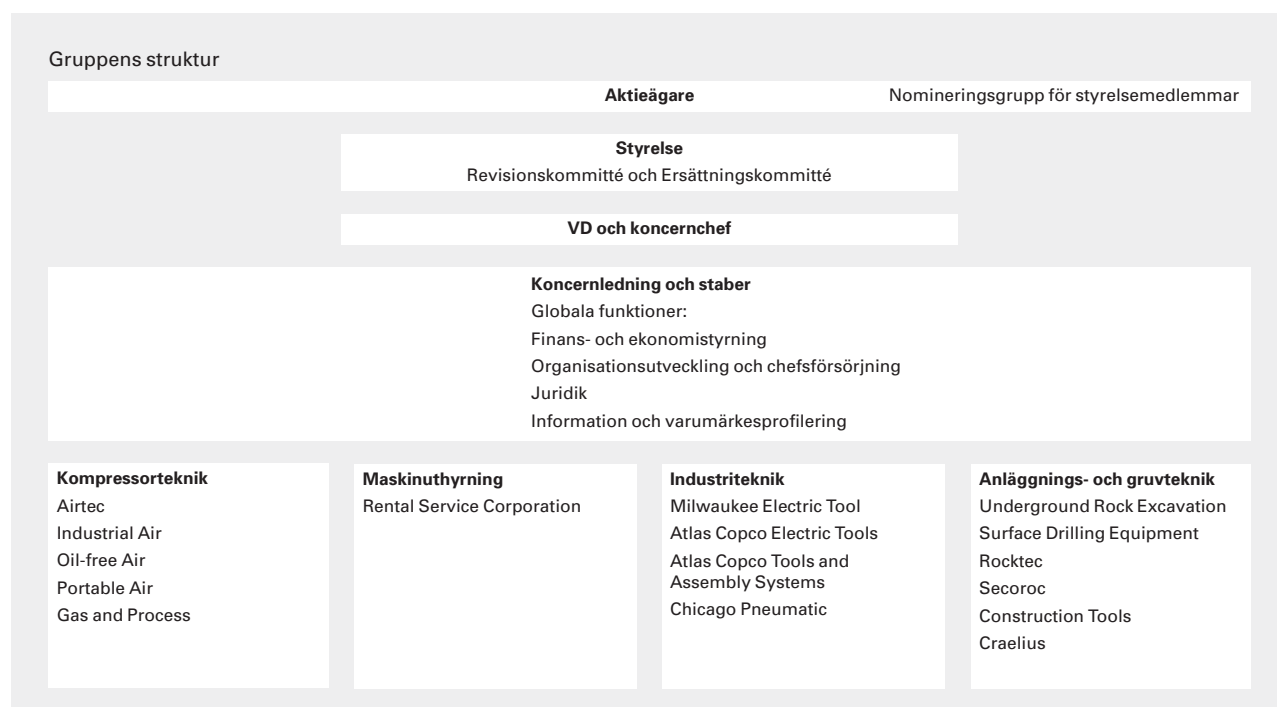 Gruppens struktur
Aktieägare
Nomineringsgrupp för styrelsemedlemmar
Styrelse
Revisionskommitté och Ersättningskommitté
VD och koncernchef
Koncernledning och staber
Globala funktioner:
Finans- och ekonomistyrning
Organisationsutveckling och chefsförsörjning
Juridik
Information och varumärkesprofilering
Kompressorteknik
Airtec
Industrial Air
Oil-free Air
Portable Air
Gas and Process
Maskinuthyrning
Rental Service Corporation
Industriteknik
Milwaukee Electric Tool
Atlas Copco Electric Tools
Atlas Copco Tools and
Assembly Systems
Chicago Pneumatic
Anläggnings- och gruvteknik
Underground Rock Excavation
Surface Drilling Equipment
Rocktec
Secoroc
Construction Tools
Craelius